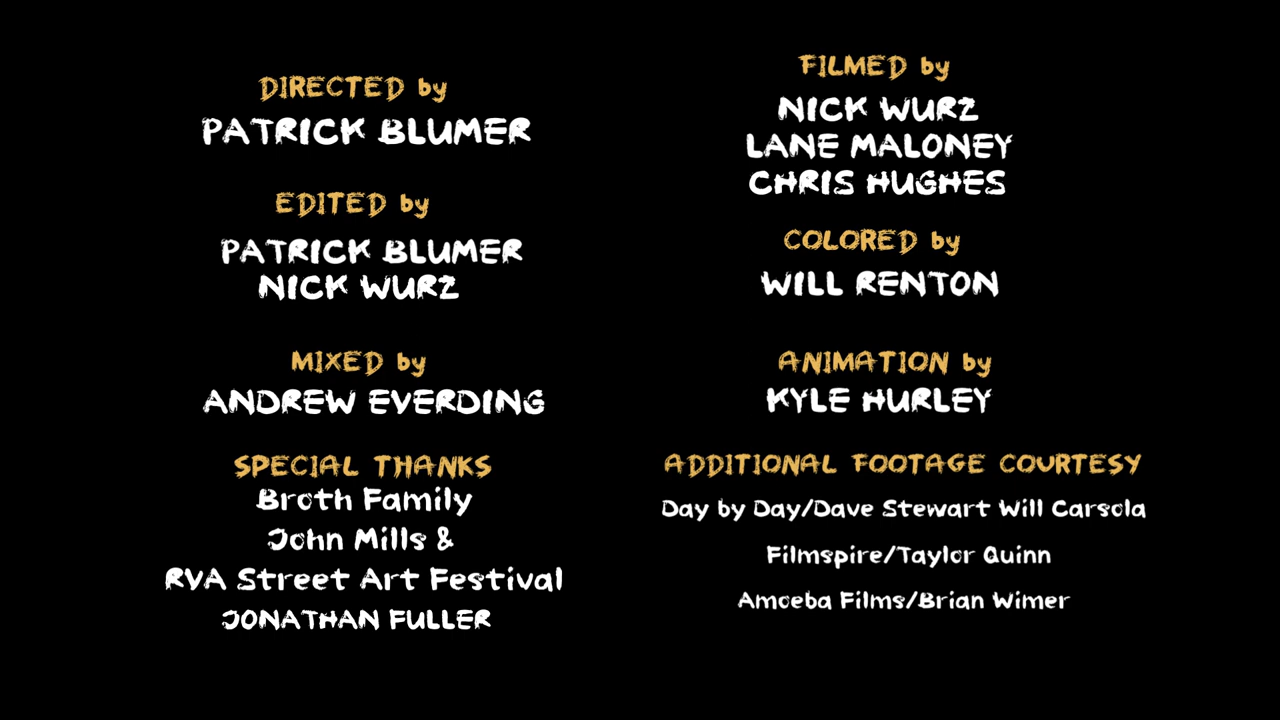 DIRECTED by
PATRICK BLUMER
EDITED by
PATRICK BLUMER
NICK WURZ
MIXED by
ANDREW EVERDING
SPECIAL THANKS
Broth Family
John Mills &
RVA Street Art Festival
JONATHAN FULLER
FILMED by
NICK WURZ
LANE MALONEY
CHRIS HUGHES
COLORED by
WILL RENTON
ANIMATION by
KYLE HURLEY
ADDITIONAL FOOTAGE COURTESY
Day by Day/Dave Stewart Will Carsola
Filmspire/Taylor Quinn
Amoeba Films/Brian Wimer